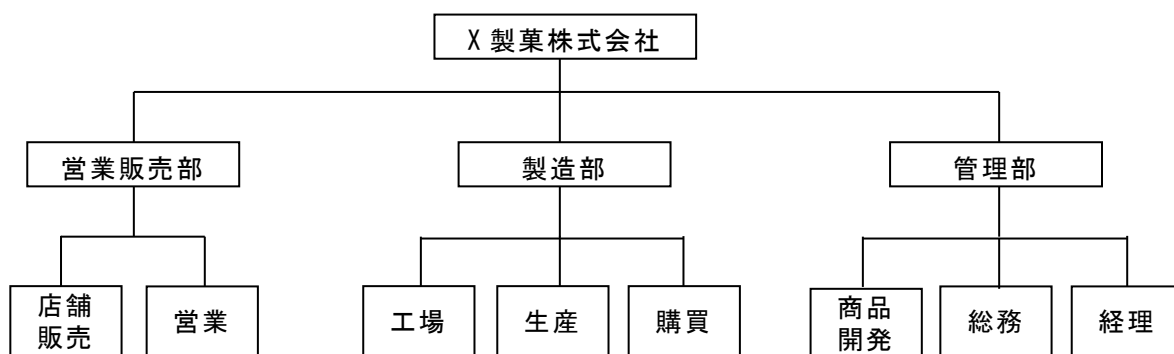 X製菓株式会社
営業販売部
製造部
管理部
店舗
販売
営業
工場
生産
購買
商品
開発
総務
経理